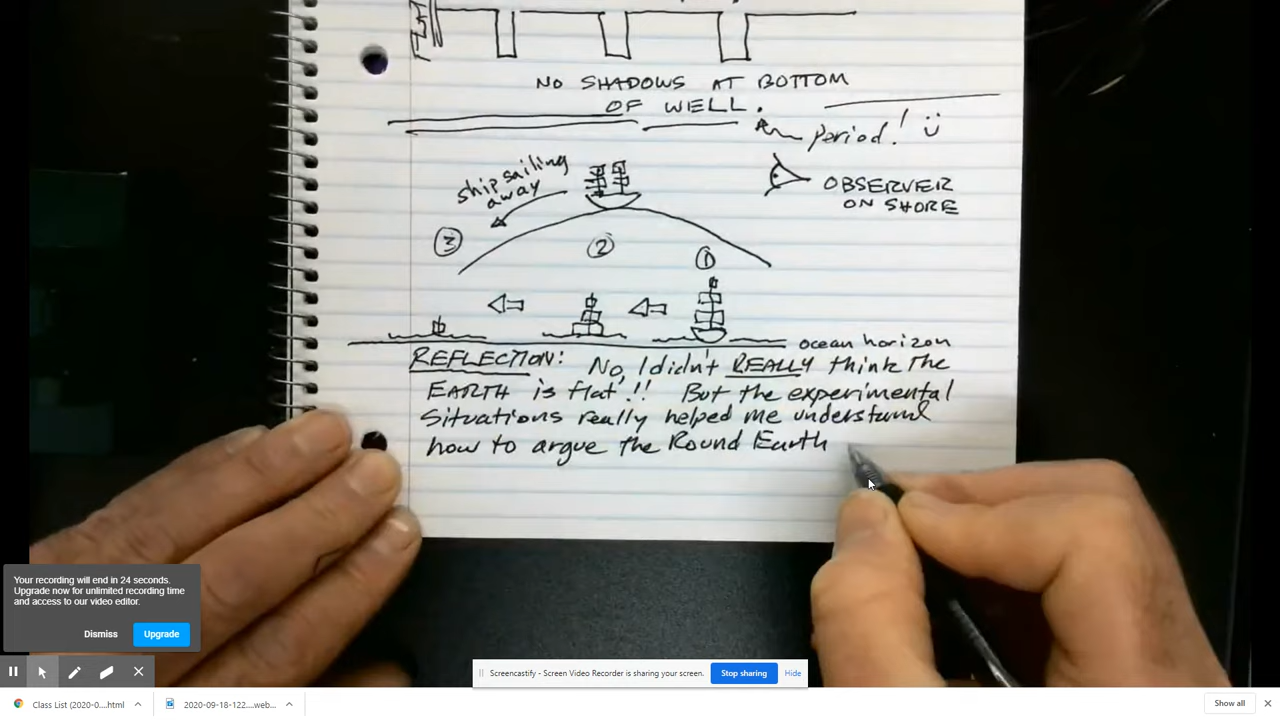 NO SHADOWS AT BOTTOM
OF WELL.
Period! :)
ship sailing
away
OBSERVER
ON SHORE
3
2
1
ocean horizon
REFLECTION: No, I didn't REALLY think the
EARTH is flat!! But the experimental
situations really helped me understand
how to argue the Round Earth
Your recording will end in 24 seconds.
Upgrade now for unlimited recording time
and access to our video editor.
Dismiss Upgrade
Screencastify - Screen Video Recorder is sharing your screen. Stop sharing Hide
Class List (2020-0....html
2020-09-18-122....web...
Show all